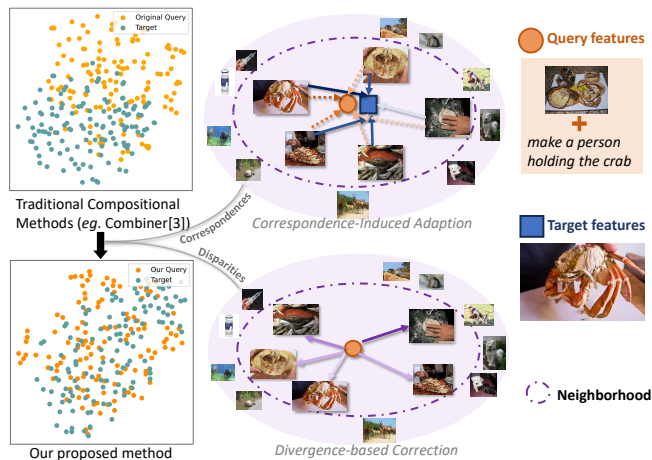 Original Query
Target
Traditional Compositional
Methods (eg. Combiner[3])
Correspondences
Disparities
Our Query
Target
Our proposed method
Correspondence-Induced Adaption
Divergence-based Correction
Query features
+
make a person
holding the crab
Target features
Neighborhood